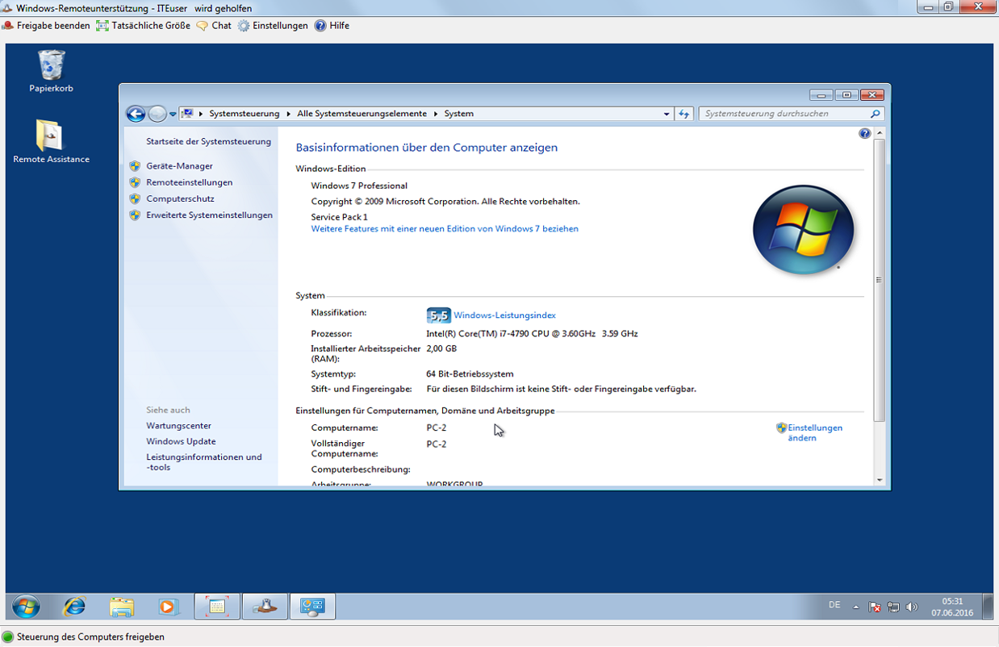 Windows-Remoteunterstützung - ITEuser wird geholfen
Freigabe beenden Tatsächliche Größe Chat Einstellungen Hilfe
Papierkorb
Remote Assistance
Systemsteuerung Alle Systemsteuerungselemente System
Systemsteuerung durchsuchen
Startseite der Systemsteuerung
Geräte-Manager
Remoteeinstellungen
Computerschutz
Erweiterte Systemeinstellungen
Siehe auch
Wartungscenter
Windows Update
Leistungsinformationen und
-tools
Basisinformationen über den Computer anzeigen
Windows-Edition
Windows 7 Professional
Copyright © 2009 Microsoft Corporation. Alle Rechte vorbehalten.
Service Pack 1
Weitere Features mit einer neuen Edition von Windows 7 beziehen
System
Klassifikation: 5,5 Windows-Leistungsindex
Prozessor: Intel(R) Core(TM) i7-4790 CPU @ 3.60GHz 3.59 GHz
Installierter Arbeitsspeicher 2,00 GB
(RAM):
Systemtyp: 64 Bit-Betriebssystem
Stift- und Fingereingabe: Für diesen Bildschirm ist keine Stift- oder Fingereingabe verfügbar.
Einstellungen für Computernamen, Domäne und Arbeitsgruppe
Computername: PC-2
Einstellungen
ändern
Vollständiger PC-2
Computername:
Computerbeschreibung:
Arbeitsgruppe: WORKGROUP
DE
05:31
07.06.2016
Steuerung des Computers freigeben